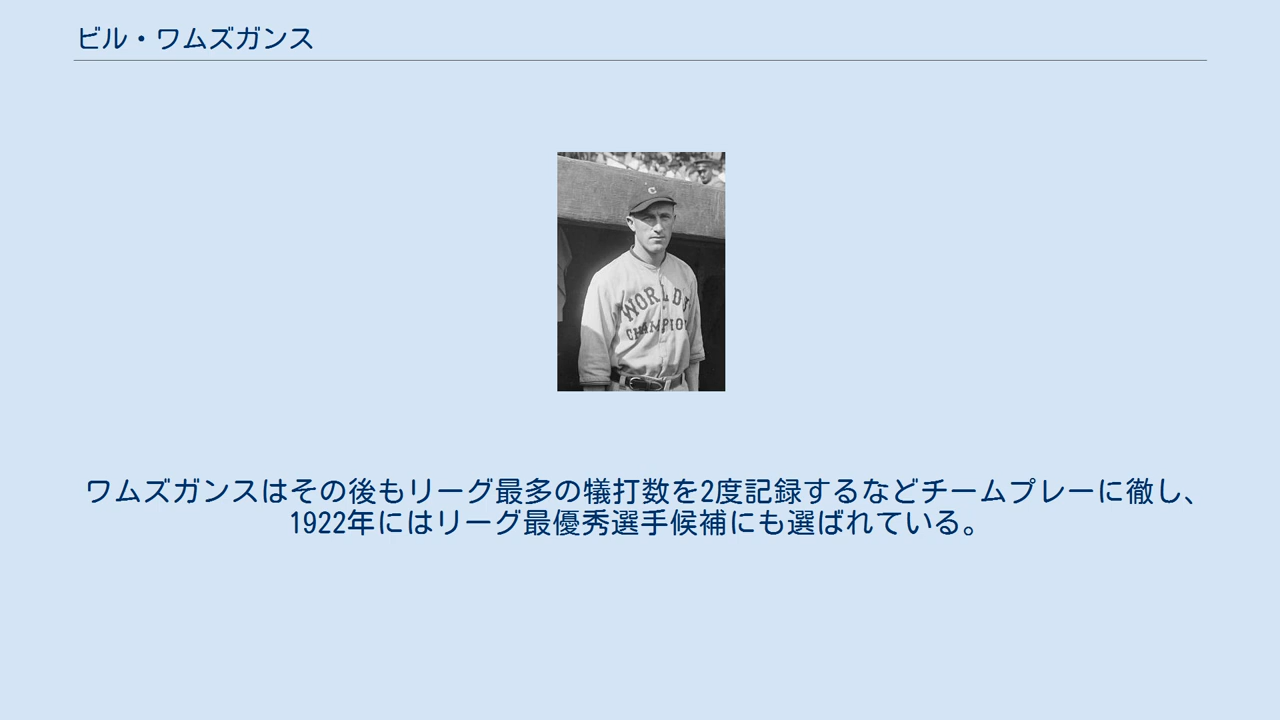 ビル・ワムズガンス
C
WORLD'S
CHAMPIONS
ワムズガンスはその後もリーグ最多の犠打数を2度記録するなどチームプレーに徹し、
1922年にはリーグ最優秀選手候補にも選ばれている。